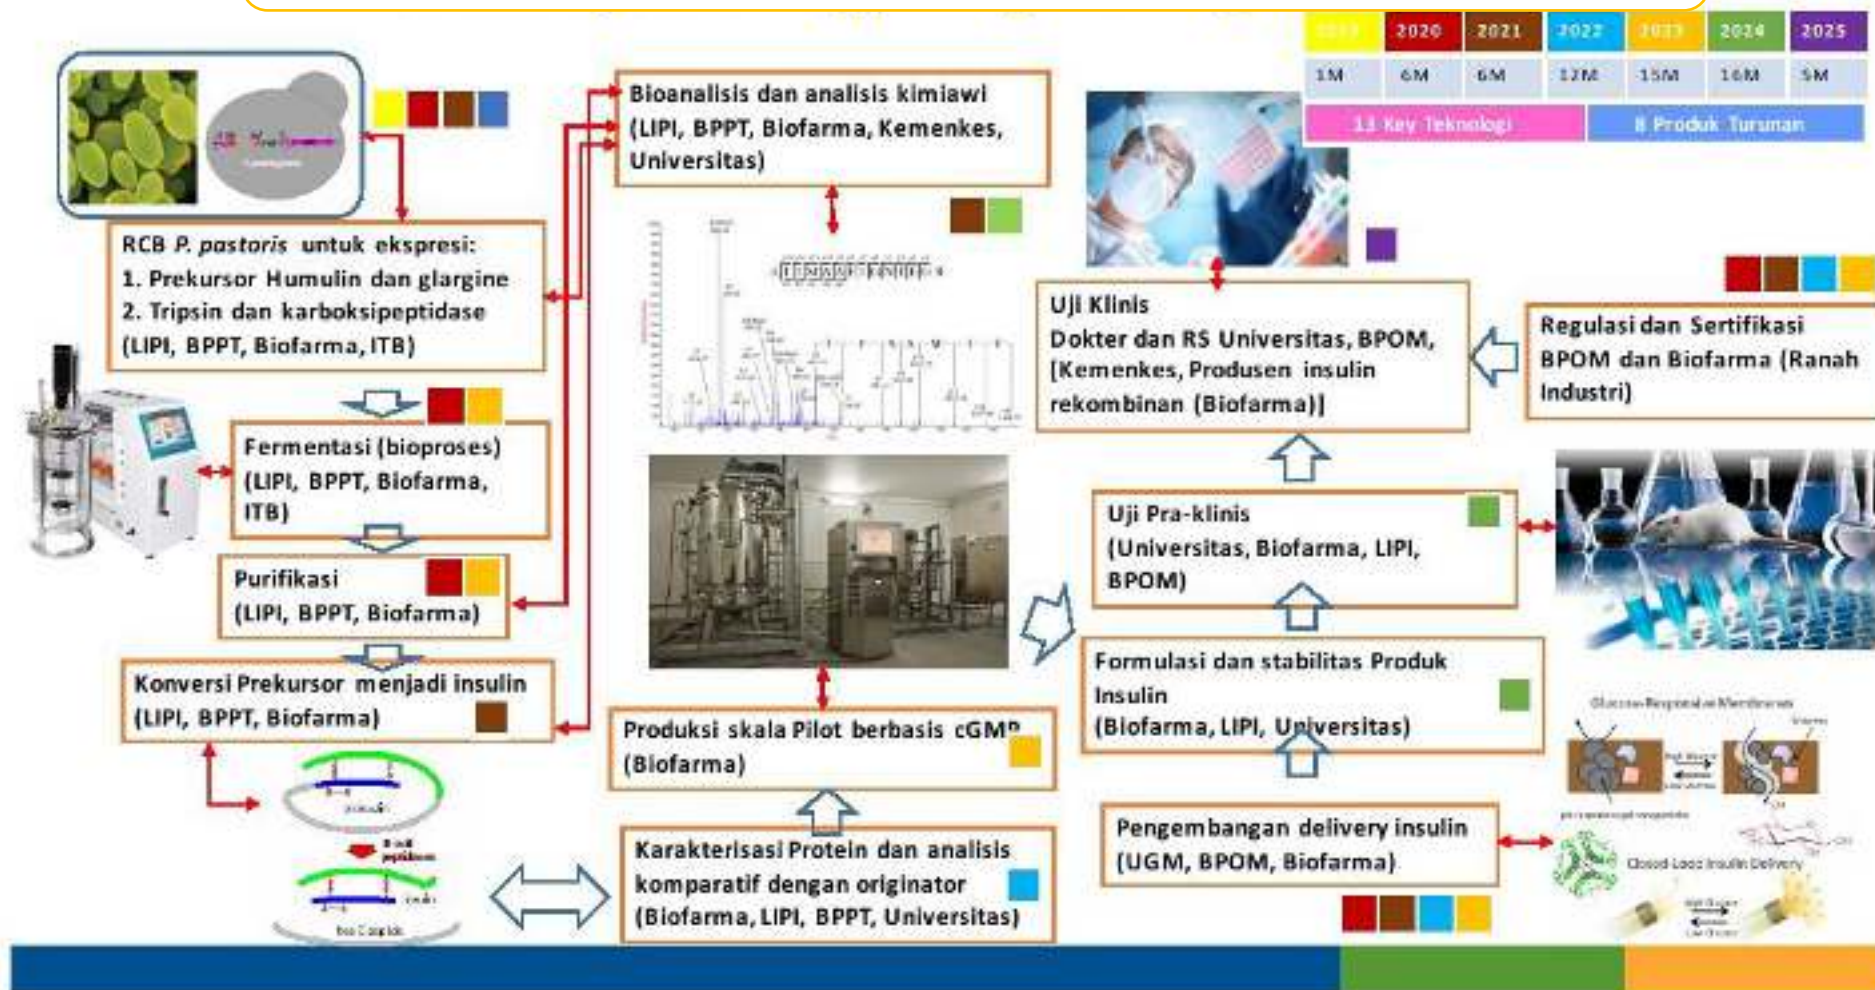 2020 2021 2022 2023 2024 2025
1M 6M 6M 12M 15M 16M 5M
13 Key Teknologi 8 Produk Turunan
RCB P. pastoris untuk ekspresi:
1. Prekursor Humulin dan glargine
2. Tripsin dan karboksipeptidase
(LIPI, BPPT, Biofarma, ITB)
Fermentasi (bioproses)
(LIPI, BPPT, Biofarma,
ITB)
Purifikasi
(LIPI, BPPT, Biofarma)
Konversi Prekursor menjadi insulin
(LIPI, BPPT, Biofarma)
Bioanalisis dan analisis kimiawi
(LIPI, BPPT, Biofarma, Kemenkes,
Universitas)
Produksi skala Pilot berbasis cGMP
(Biofarma)
Karakterisasi Protein dan analisis
komparatif dengan originator
(Biofarma, LIPI, BPPT, Universitas)
Uji Klinis
Dokter dan RS Universitas, BPOM,
[Kemenkes, Produsen insulin
rekombinan (Biofarma)]
Regulasi dan Sertifikasi
BPOM dan Biofarma (Ranah
Industri)
Uji Pra-klinis
(Universitas, Biofarma, LIPI,
BPOM)
Formulasi dan stabilitas Produk
Insulin
(Biofarma, LIPI, Universitas)
Pengembangan delivery insulin
(UGM, BPOM, Biofarma)
Glucose-Responsive Membranes
Closed-Loop Insulin Delivery